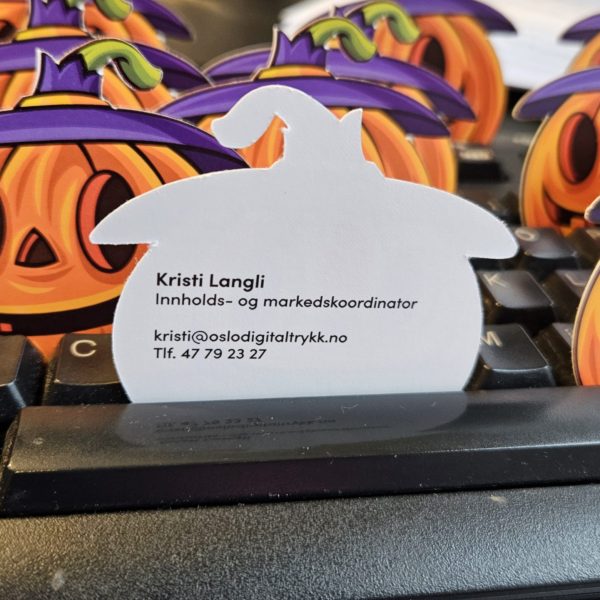 Kristi Langli
Innholds- og markedskoordinator
kristi@oslodigitaltrykk.no
Tlf. 47 79 23 27
C